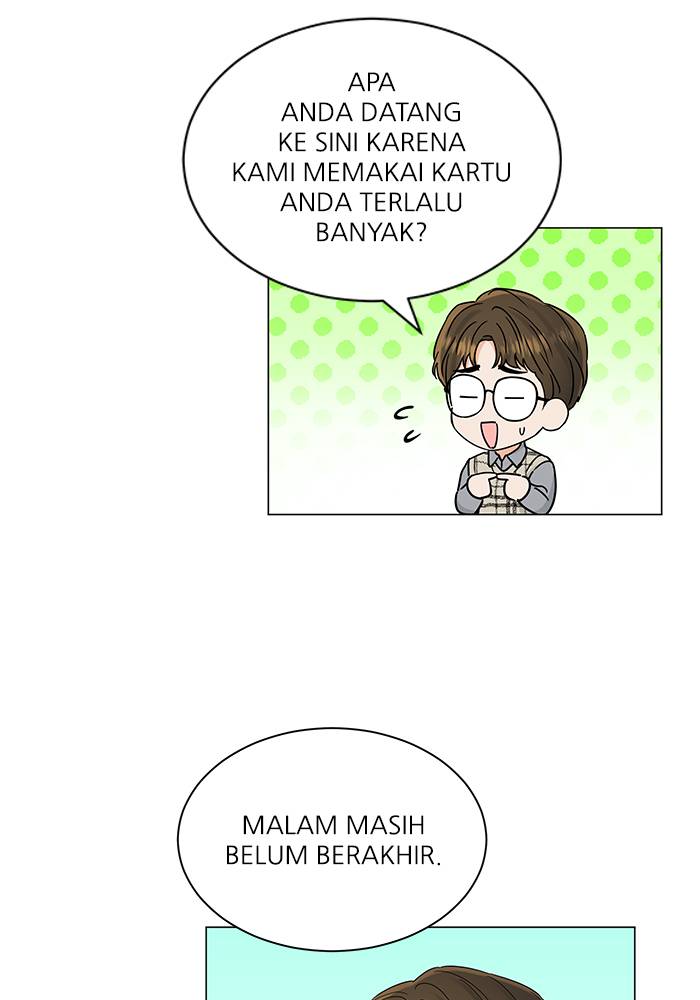 APA
ANDA DATANG
KE SINI KARENA
KAMI MEMAKAI KARTU
ANDA TERLALU
BANYAK?
MALAM MASIH
BELUM BERAKHIR.